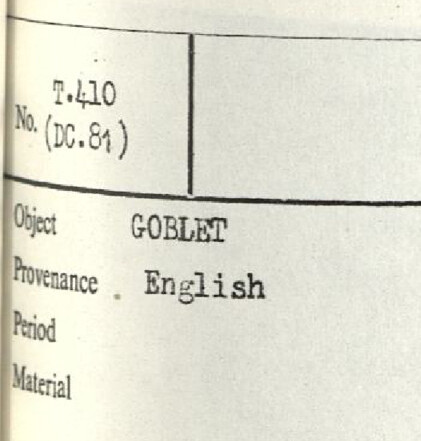 T.410
No. (DC.81)
Object GOBLET
Provenance . English
Period
Material